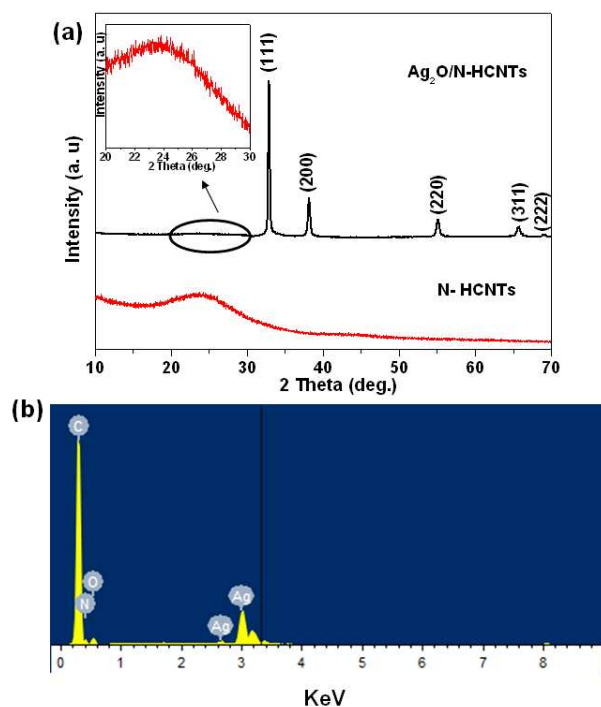 (a)
Intensity (a. u)
20 22 24 26 28 30
2 Theta (deg.)
(111)
Ag₂O/N-HCNTs
(200)
(220)
(311)
(222)
Intensity (a. u)
N- HCNTs
10 20 30 40 50 60 70
2 Theta (deg.)
(b)
C
O
N
Ag
Ag
0 1 2 3 4 5 6 7 8
KeV